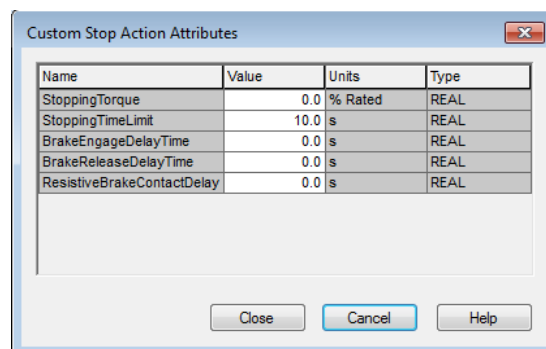 Custom Stop Action Attributes
Name Value Units Type
StoppingTorque 0.0 % Rated REAL
StoppingTimeLimit 10.0 s REAL
BrakeEngageDelayTime 0.0 s REAL
BrakeReleaseDelayTime 0.0 s REAL
ResistiveBrakeContactDelay 0.0 s REAL
Close Cancel Help